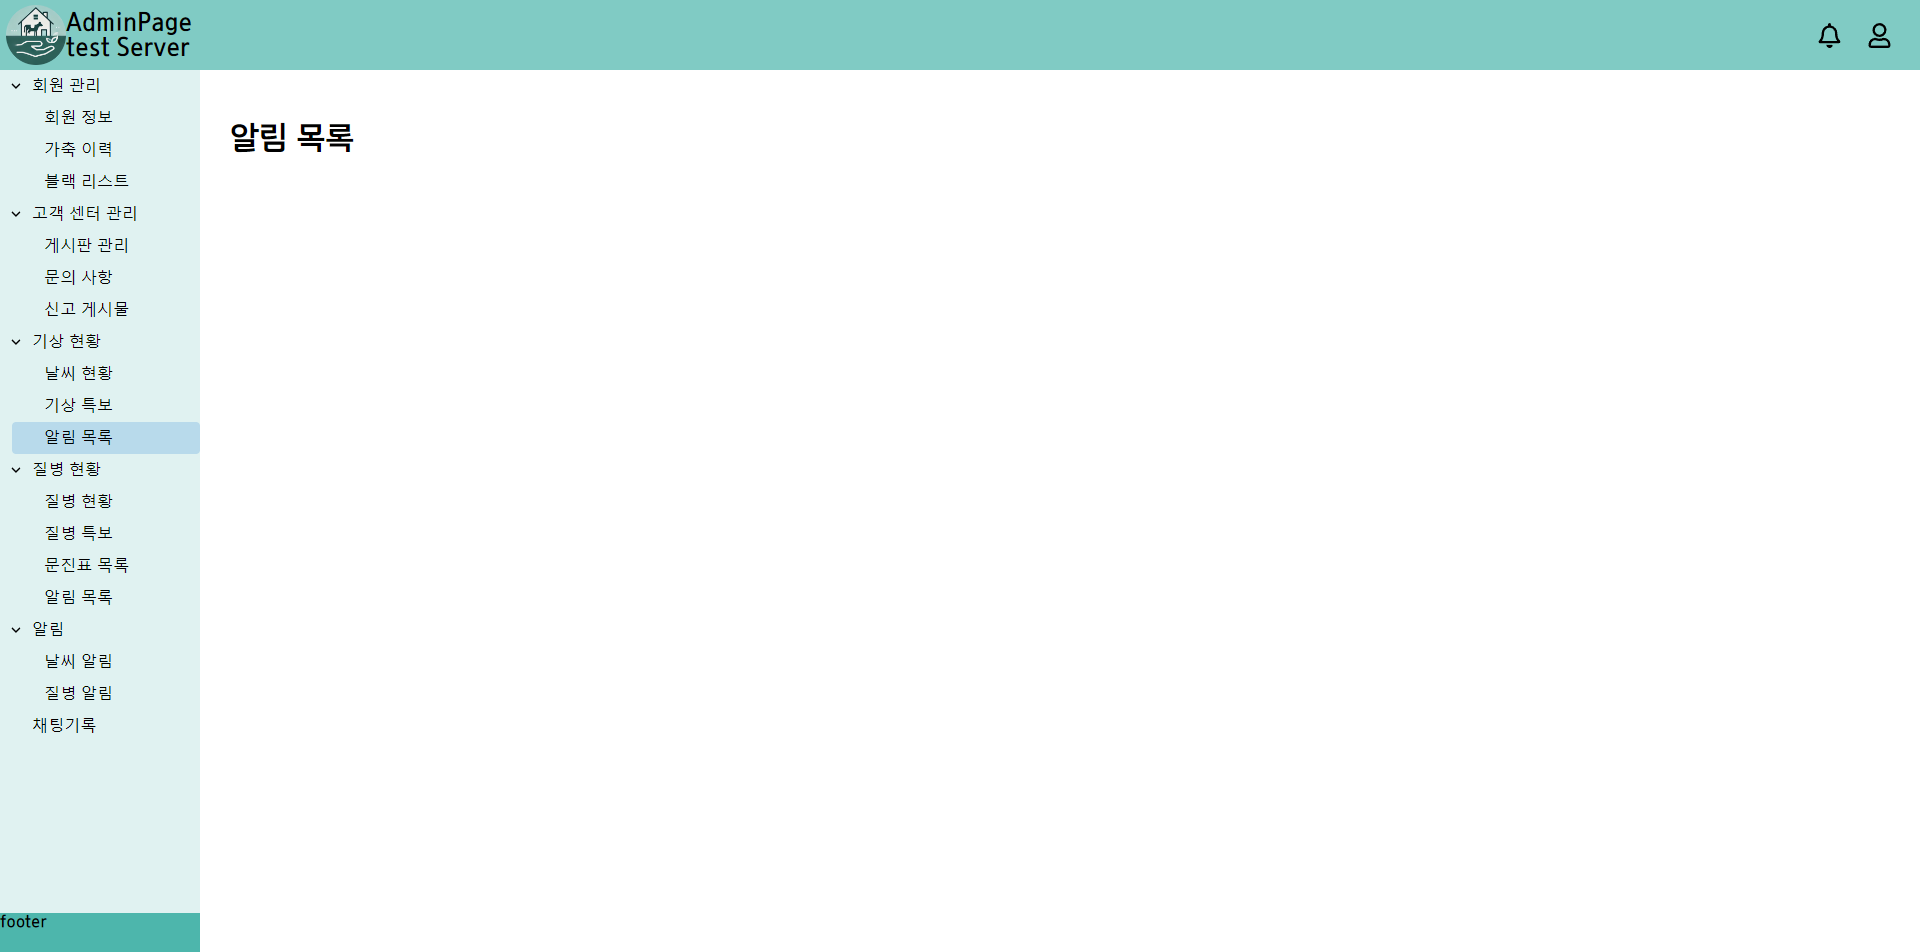 AdminPage
test Server
회원 관리
회원 정보
가축 이력
블랙 리스트
고객 센터 관리
게시판 관리
문의 사항
신고 게시물
기상 현황
날씨 현황
기상 특보
알림 목록
질병 현황
질병 현황
질병 특보
문진표 목록
알림 목록
알림
날씨 알림
질병 알림
채팅기록
footer
알림 목록